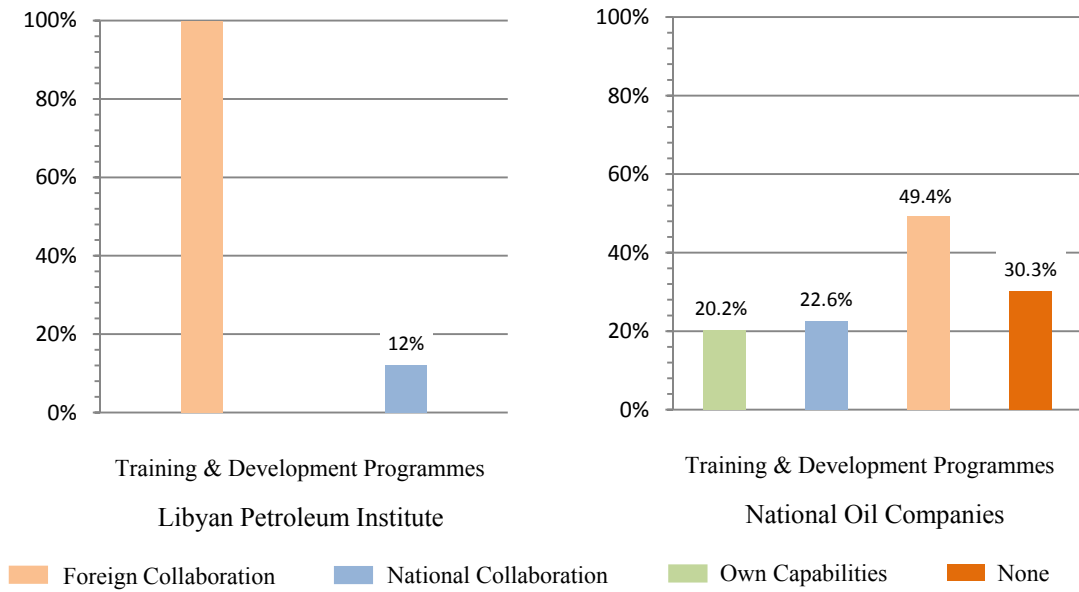 100%
80%
60%
40%
20%
0%
12%
Training & Development Programmes
Libyan Petroleum Institute
100%
80%
60%
40%
20%
0%
20.2%
22.6%
49.4%
30.3%
Training & Development Programmes
National Oil Companies
Foreign Collaboration
National Collaboration
Own Capabilities
None